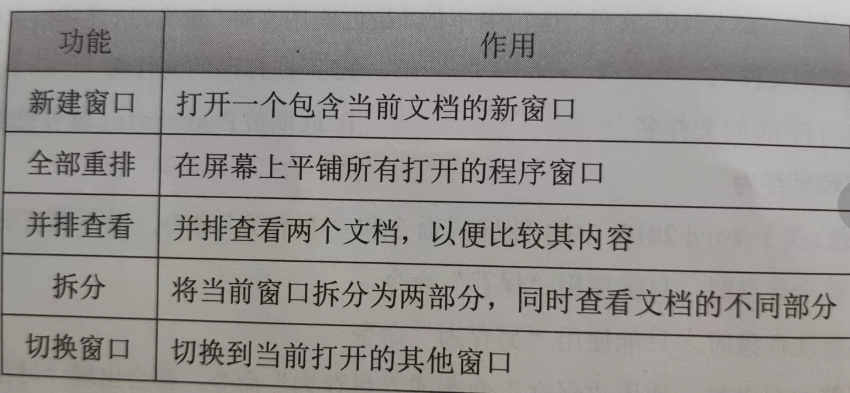 功能 作用
新建窗口 打开一个包含当前文档的新窗口
全部重排 在屏幕上平铺所有打开的程序窗口
并排查看 并排查看两个文档，以便比较其内容
拆分 将当前窗口拆分为两部分，同时查看文档的不同部分
切换窗口 切换到当前打开的其他窗口